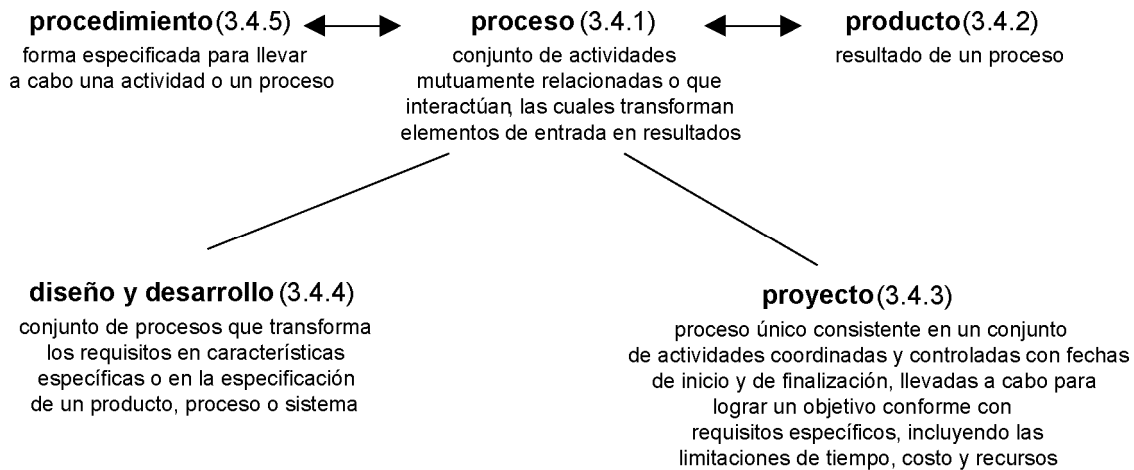 procedimiento (3.4.5)
forma especificada para llevar
a cabo una actividad o un proceso
proceso (3.4.1)
conjunto de actividades
mutuamente relacionadas o que
interactúan, las cuales transforman
elementos de entrada en resultados
producto (3.4.2)
resultado de un proceso
diseño y desarrollo (3.4.4)
conjunto de procesos que transforma
los requisitos en características
específicas o en la especificación
de un producto, proceso o sistema
proyecto (3.4.3)
proceso único consistente en un conjunto
de actividades coordinadas y controladas con fechas
de inicio y de finalización, llevadas a cabo para
lograr un objetivo conforme con
requisitos específicos, incluyendo las
limitaciones de tiempo, costo y recursos